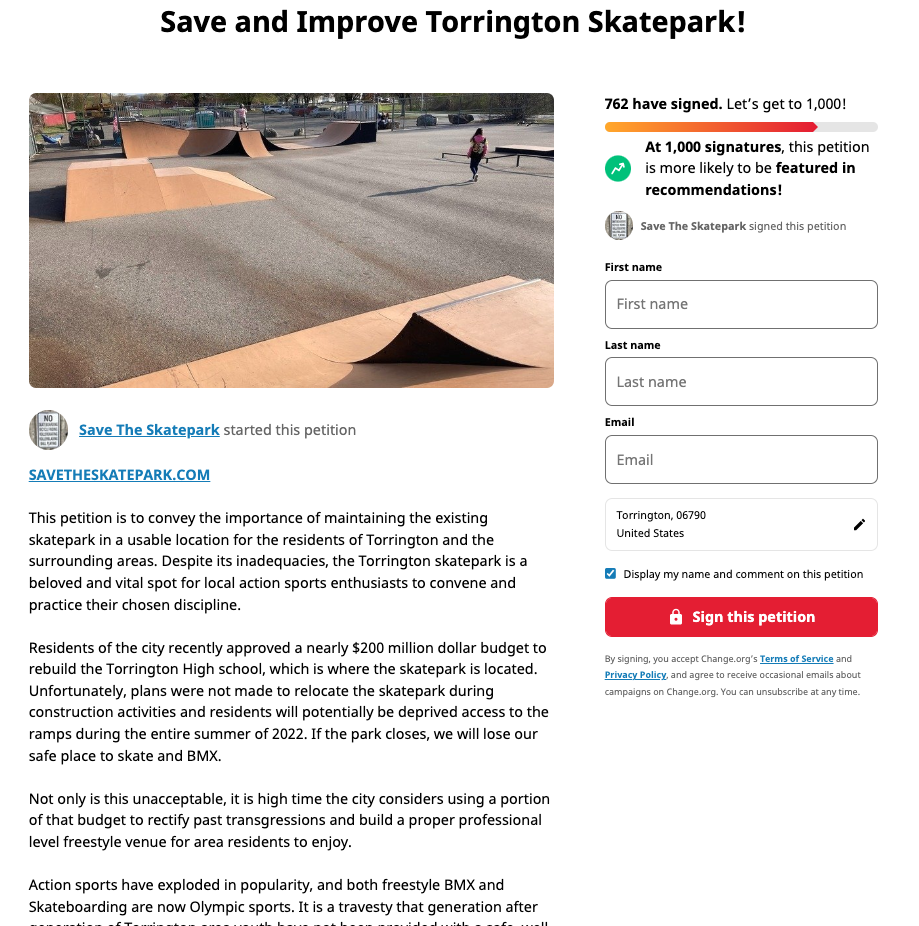 Save and Improve Torrington Skatepark!
762 have signed. Let's get to 1,000!
At 1,000 signatures, this petition
is more likely to be featured in
recommendations!
Save The Skatepark signed this petition
First name
First name
Last name
Last name
Email
Email
Torrington, 06790
United States
Display my name and comment on this petition
Sign this petition
By signing, you accept Change.org's Terms of Service and
Privacy Policy, and agree to receive occasional emails about
campaigns on Change.org. You can unsubscribe at any time.
NO
Save The Skatepark started this petition
SAVETHESKATEPARK.COM
This petition is to convey the importance of maintaining the existing
skatepark in a usable location for the residents of Torrington and the
surrounding areas. Despite its inadequacies, the Torrington skatepark is a
beloved and vital spot for local action sports enthusiasts to convene and
practice their chosen discipline.
Residents of the city recently approved a nearly $200 million dollar budget to
rebuild the Torrington High school, which is where the skatepark is located.
Unfortunately, plans were not made to relocate the skatepark during
construction activities and residents will potentially be deprived access to the
ramps during the entire summer of 2022. If the park closes, we will lose our
safe place to skate and BMX.
Not only is this unacceptable, it is high time the city considers using a portion
of that budget to rectify past transgressions and build a proper professional
level freestyle venue for area residents to enjoy.
Action sports have exploded in popularity, and both freestyle BMX and
Skateboarding are now Olympic sports. It is a travesty that generation after